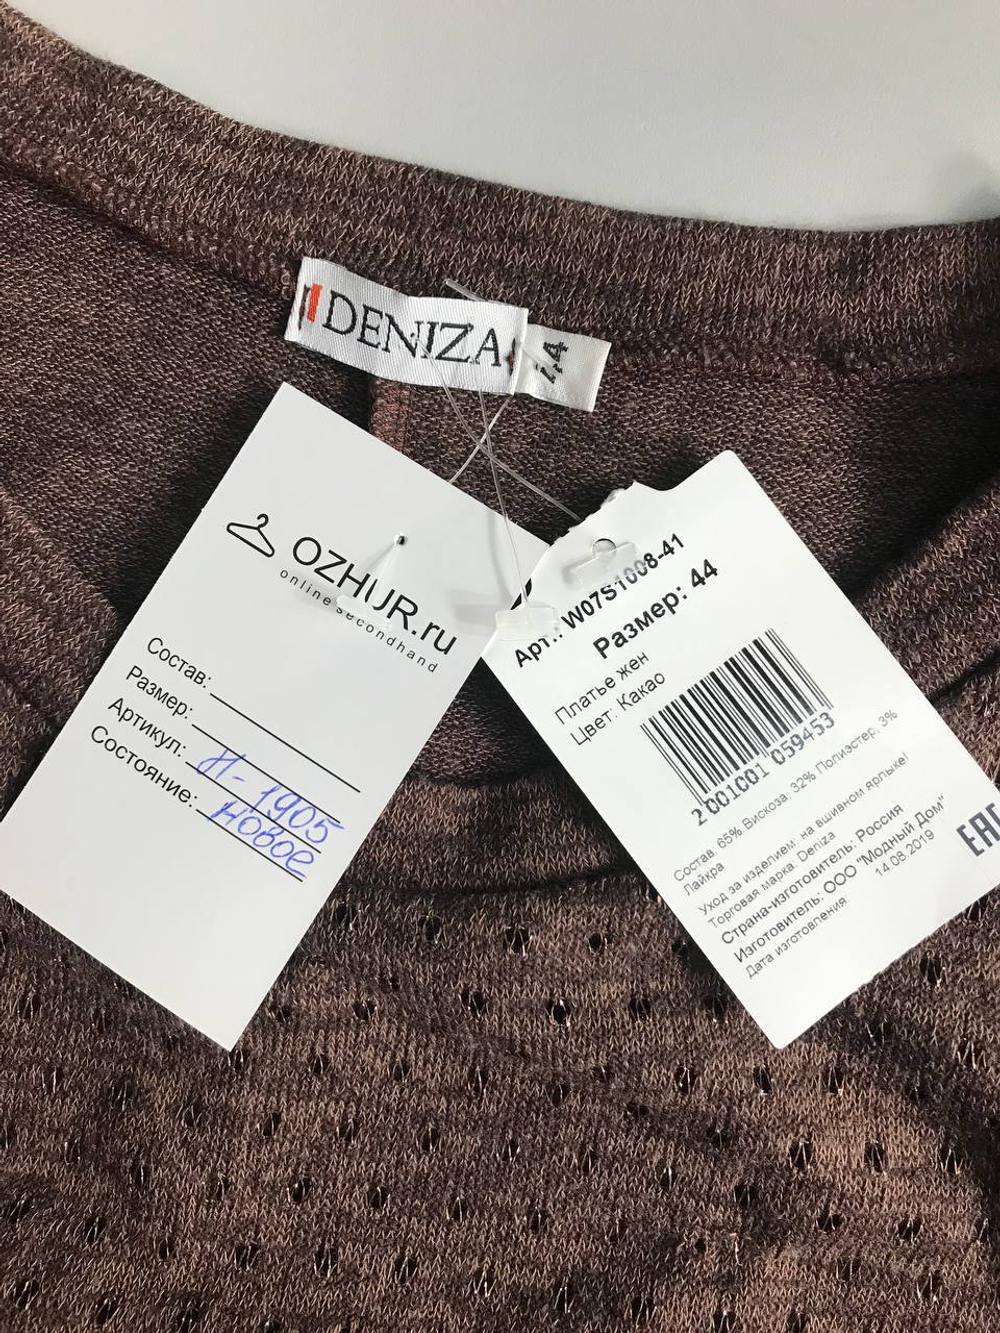 DENIZA
44
OZHUR.ru
online secondhand
Состав:
Размер:
Артикул: Н-1905
Состояние: новое
Арт.: W07S1008-41
Размер: 44
Платье жен
Цвет: Какао
2 001001 059453
Состав: 65% Вискоза, 32% Полиэстер, 3%
Лайкра
Уход за изделием: на вшивном ярлыке!
Торговая марка: Deniza
Страна-изготовитель: Россия
Изготовитель: ООО "Модный Дом"
Дата изготовления 14.08.2019
EAC